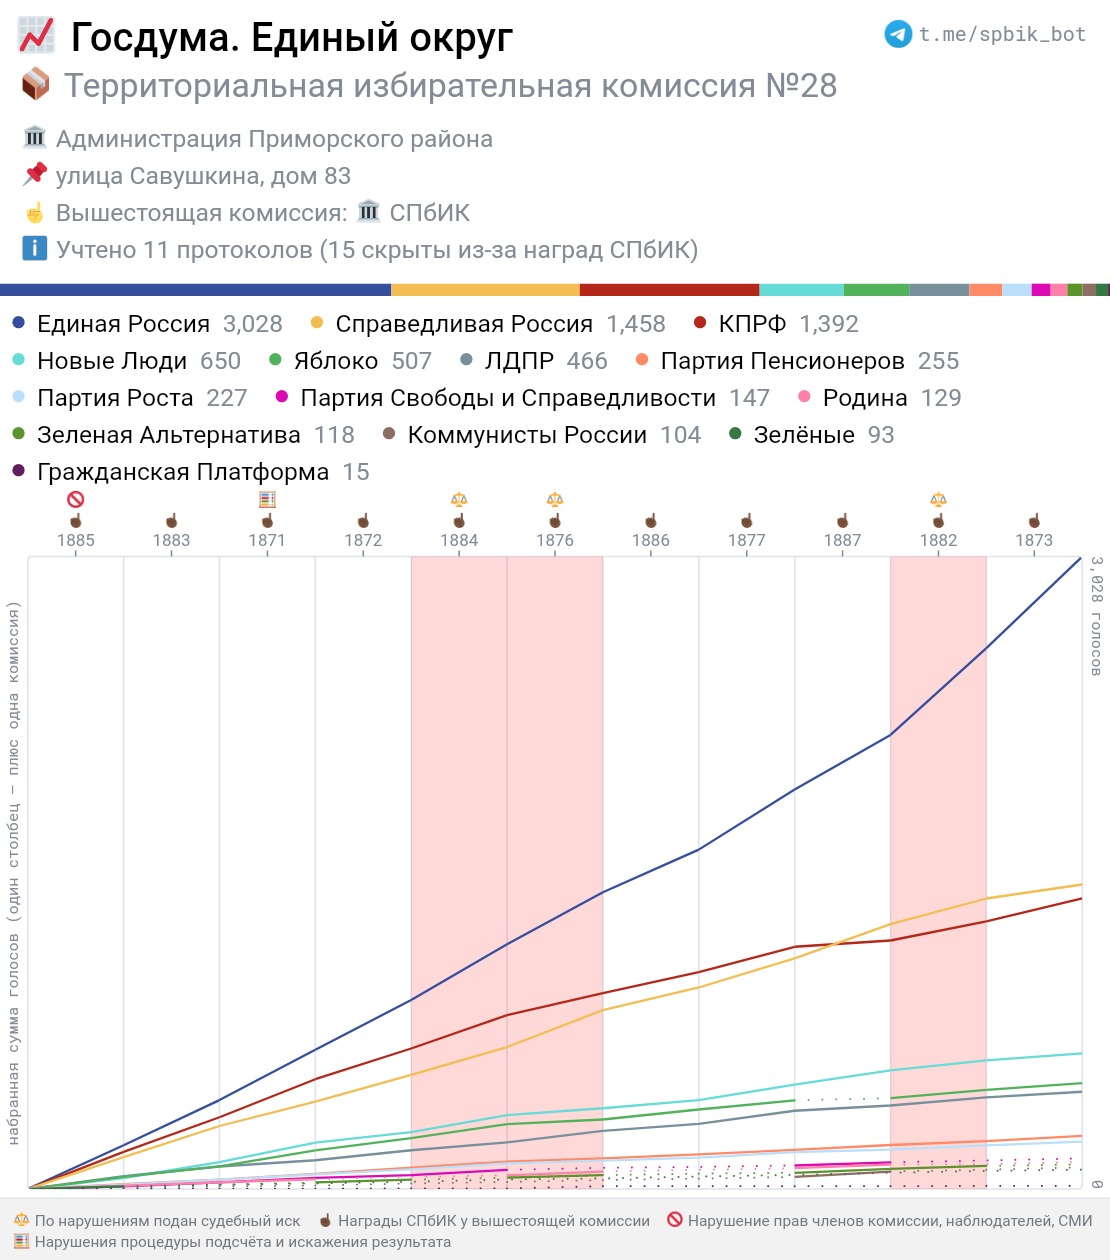 Госдума. Единый округ
t.me/spbik_bot
Территориальная избирательная комиссия №28
Администрация Приморского района
улица Савушкина, дом 83
Вышестоящая комиссия: СПбИК
Учтено 11 протоколов (15 скрыты из-за наград СПбИК)
Единая Россия 3,028 Справедливая Россия 1,458 КПРФ 1,392
Новые Люди 650 Яблоко 507 ЛДПР 466 Партия Пенсионеров 255
Партия Роста 227 Партия Свободы и Справедливости 147 Родина 129
Зеленая Альтернатива 118 Коммунисты России 104 Зелёные 93
Гражданская Платформа 15
1885 1883 1871 1872 1884 1876 1886 1877 1887 1882 1873
набранная сумма голосов (один столбец – плюс одна комиссия)
3,028 голосов
0
По нарушениям подан судебный иск Награды СПбИК у вышестоящей комиссии Нарушение прав членов комиссии, наблюдателей, СМИ
Нарушения процедуры подсчёта и искажения результата